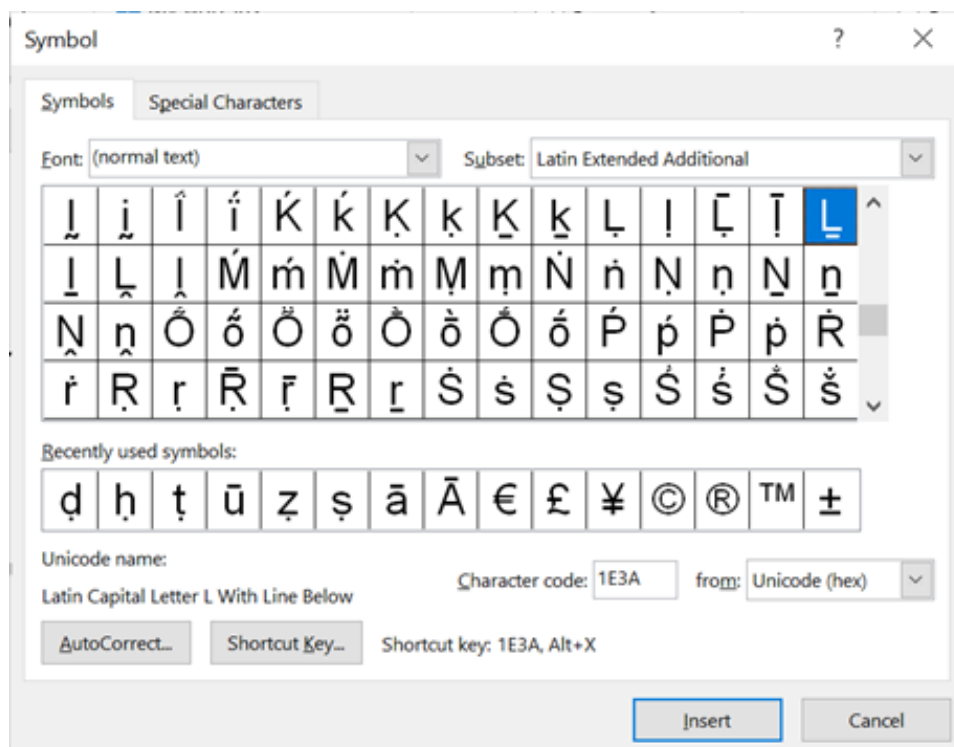 Symbol ?
Symbols Special Characters
Font: (normal text) Subset: Latin Extended Additional
Ḭ ḭ Ḯ ḯ Ḱ ḱ Ḳ ḳ Ḵ ḵ Ḷ ḷ Ḹ ḹ Ḻ
ḻ Ḽ ḽ Ḿ ḿ Ṁ ṁ Ṃ ṃ Ṅ ṅ Ṇ ṇ Ṉ ṉ
Ṋ ṋ Ṍ ṍ Ṏ ṏ Ṑ ṑ Ṓ ṓ Ṕ ṕ Ṗ ṗ Ṙ
ṙ Ṛ ṛ Ṝ ṝ Ṟ ṟ Ṡ ṡ Ṣ ṣ Ṥ ṥ Ṧ ṧ
Recently used symbols:
ḍ ḥ ṭ ū ẓ ṣ ā Ā € £ ¥ © ® ™ ±
Unicode name:
Latin Capital Letter L With Line Below
Character code: 1E3A from: Unicode (hex)
AutoCorrect... Shortcut Key... Shortcut key: 1E3A, Alt+X
Insert Cancel